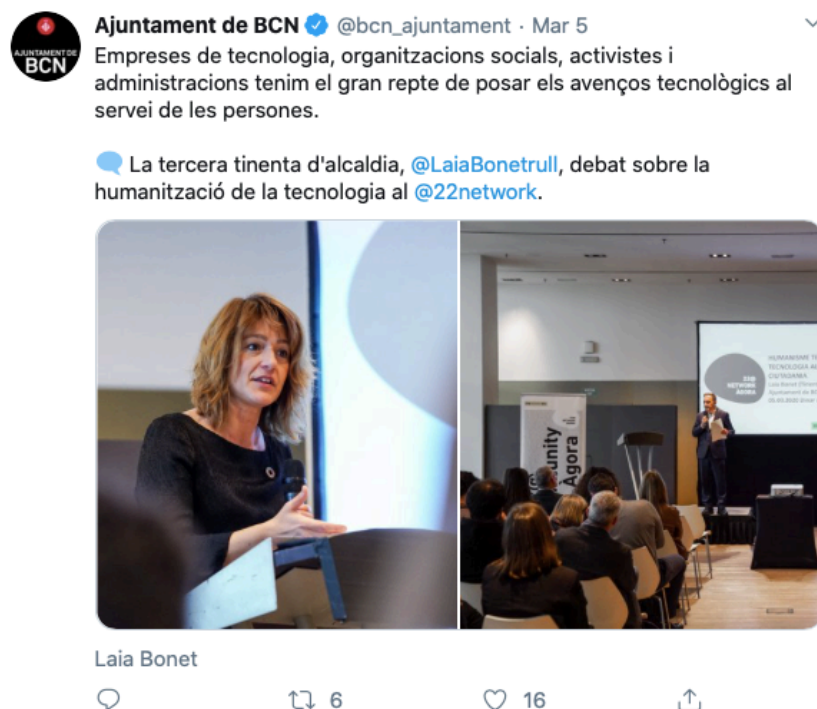 AJUNTAMENT DE
BCN
Ajuntament de BCN @bcn_ajuntament · Mar 5
Empreses de tecnologia, organitzacions socials, activistes i
administracions tenim el gran repte de posar els avenços tecnològics al
servei de les persones.
La tercera tinenta d'alcaldia, @LaiaBonetrull, debat sobre la
humanització de la tecnologia al @22network.
HUMANISME TE
TECNOLOGIA
CIUTADANIA
NETWORK
ÀGORA
unity
Àgora
Laia Bonet
6
16